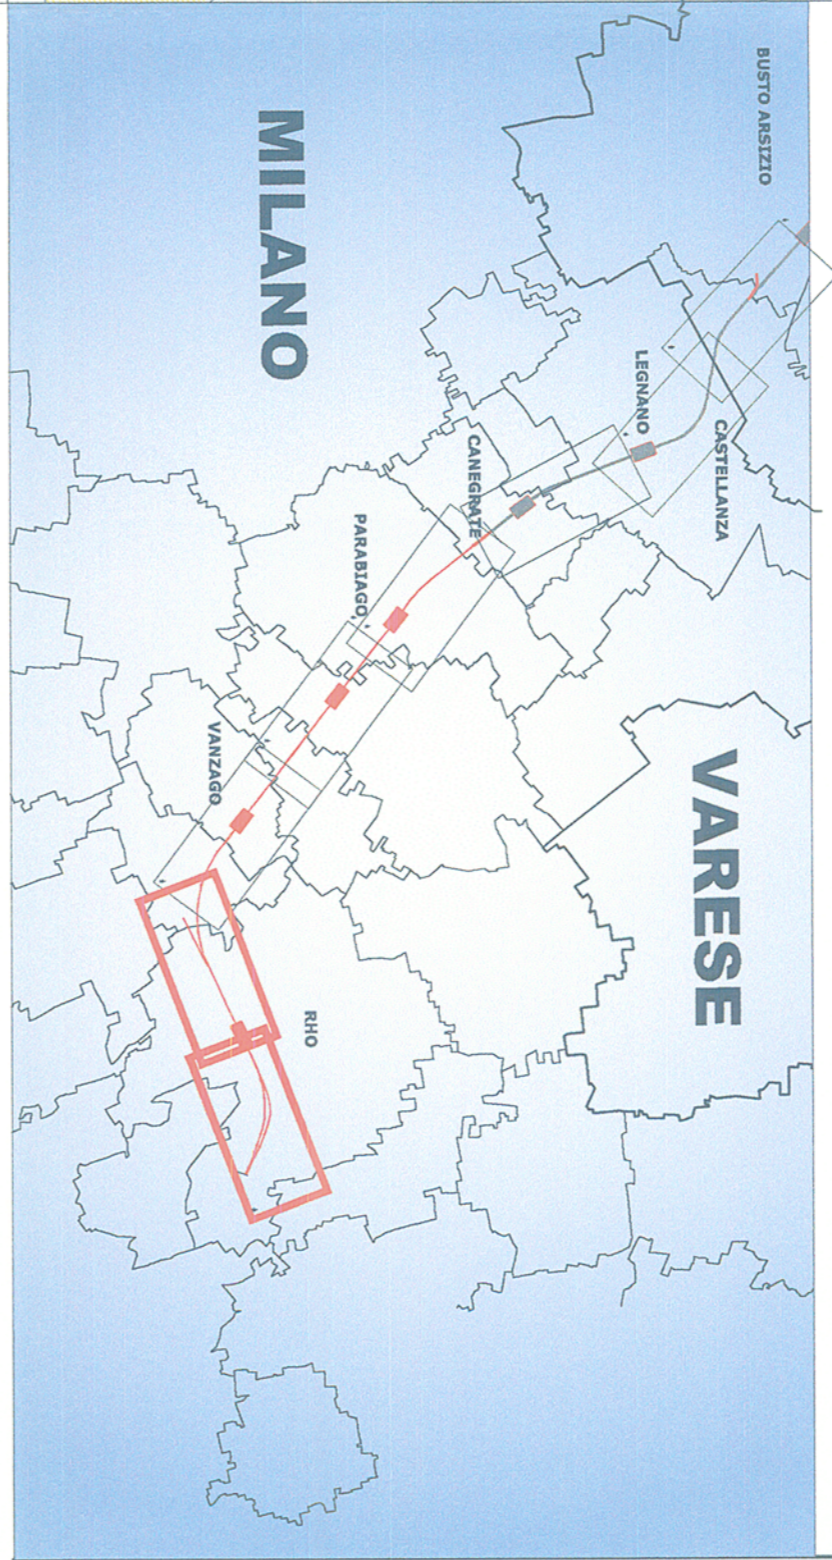 BUSTO ARSIZIO
CASTELLANZA
LEGNANO
CANEGRATE
PARABIAGO
VANZAGO
RHO
VARESE
MILANO